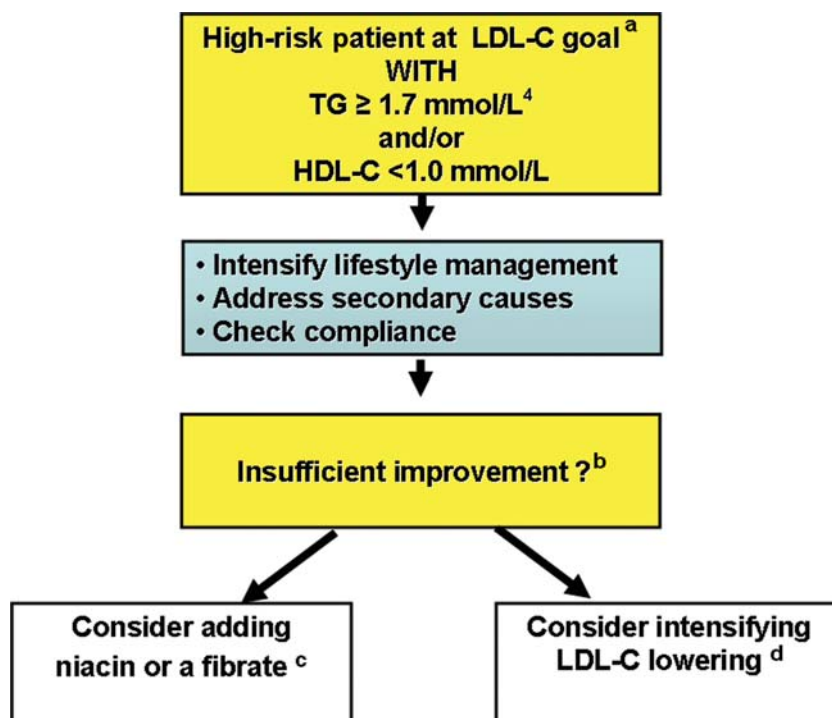 High-risk patient at LDL-C goal a
WITH
TG ≥ 1.7 mmol/L4
and/or
HDL-C <1.0 mmol/L
• Intensify lifestyle management
• Address secondary causes
• Check compliance
Insufficient improvement ? b
Consider adding
niacin or a fibrate c
Consider intensifying
LDL-C lowering d